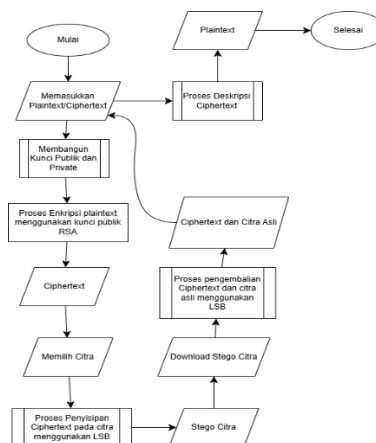 Mulai
Memasukkan
Plaintext/Ciphertext
Membangun
Kunci Publik dan
Private
Proses Enkripsi plaintext
menggunakan kunci publik
RSA
Ciphertext
Memilih Citra
Proses Penyisipan
Ciphertext pada citra
menggunakan LSB
Stego Citra
Download Stego Citra
Proses pengembalian
Ciphertext dan citra
asli menggunakan
LSB
Ciphertext dan Citra Asli
Proses Deskripsi
Ciphertext
Plaintext
Selesai